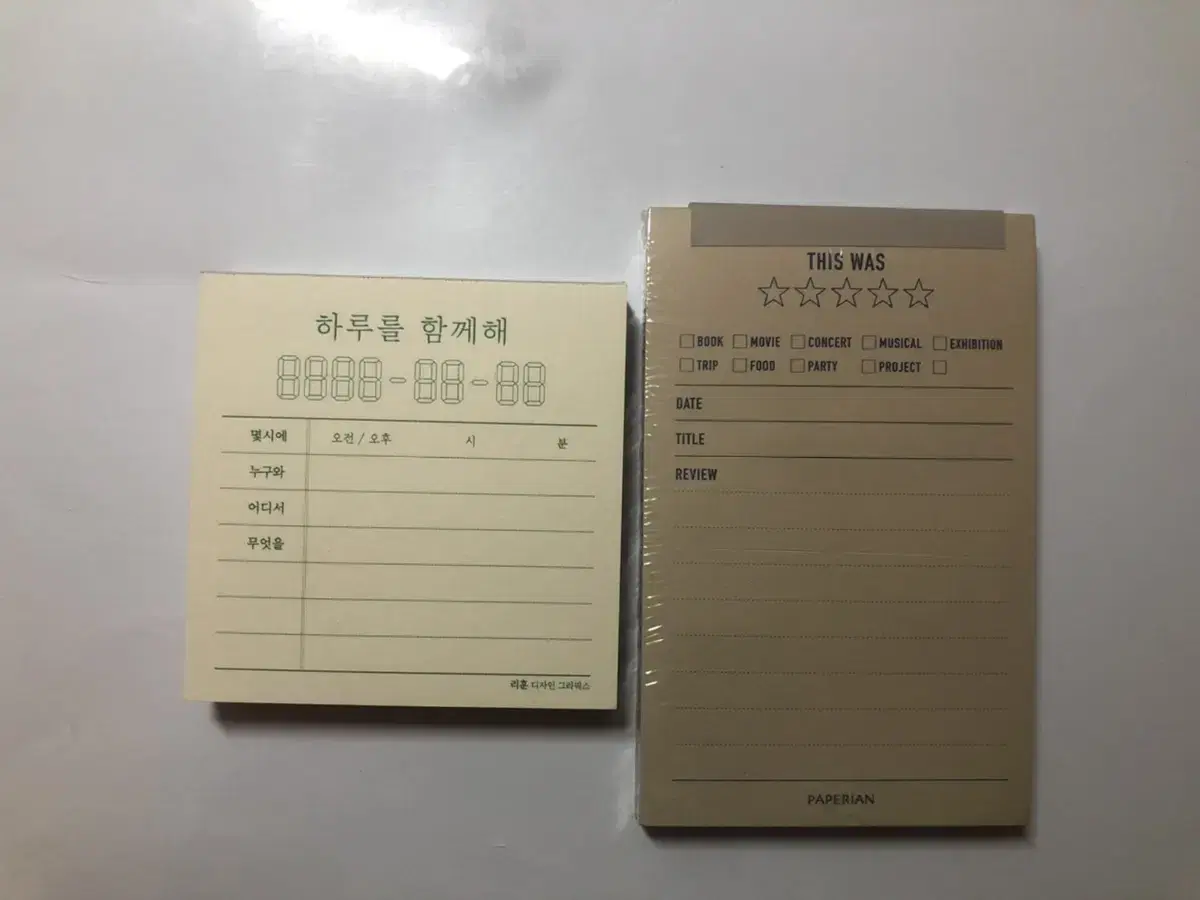 하루를 함께해
8888-88-88
몇시에 오전 / 오후 시 분
누구와
어디서
무엇을
리훈 디자인 그라픽스
THIS WAS
BOOK MOVIE CONCERT MUSICAL EXHIBITION
TRIP FOOD PARTY PROJECT
DATE
TITLE
REVIEW
PAPERIAN